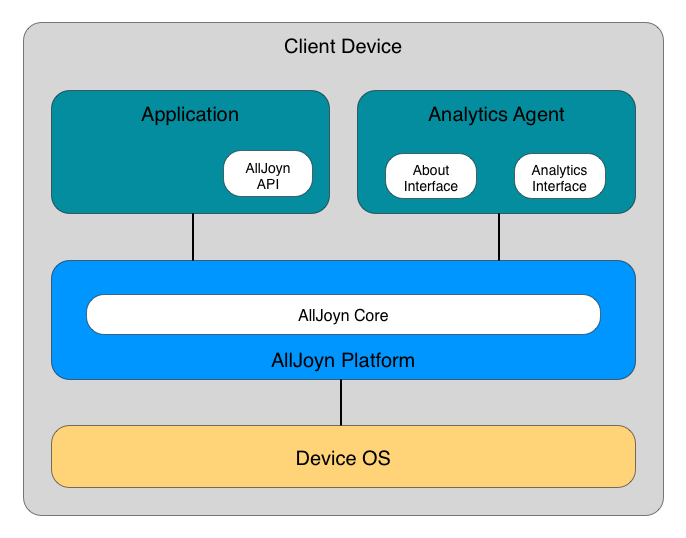 Client Device
Application
Analytics Agent
AllJoyn
API
About
Interface
Analytics
Interface
AllJoyn Core
AllJoyn Platform
Device OS